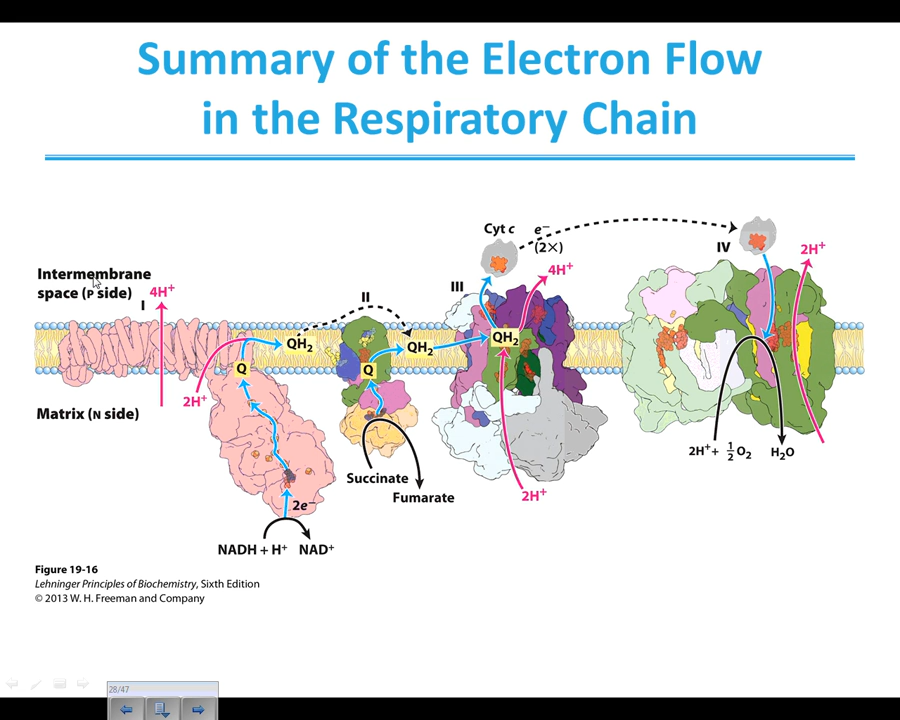 Summary of the Electron Flow
in the Respiratory Chain
Cyt c
e⁻
(2×)
IV
2H⁺
Intermembrane
space (P side)
4H⁺
I
II
III
4H⁺
QH₂
QH₂
QH₂
Q
Q
2H⁺
Matrix (N side)
2H⁺ + ½O₂
H₂O
Succinate
Fumarate
2H⁺
2e⁻
NADH + H⁺
NAD⁺
Figure 19-16
Lehninger Principles of Biochemistry, Sixth Edition
© 2013 W. H. Freeman and Company
28/47